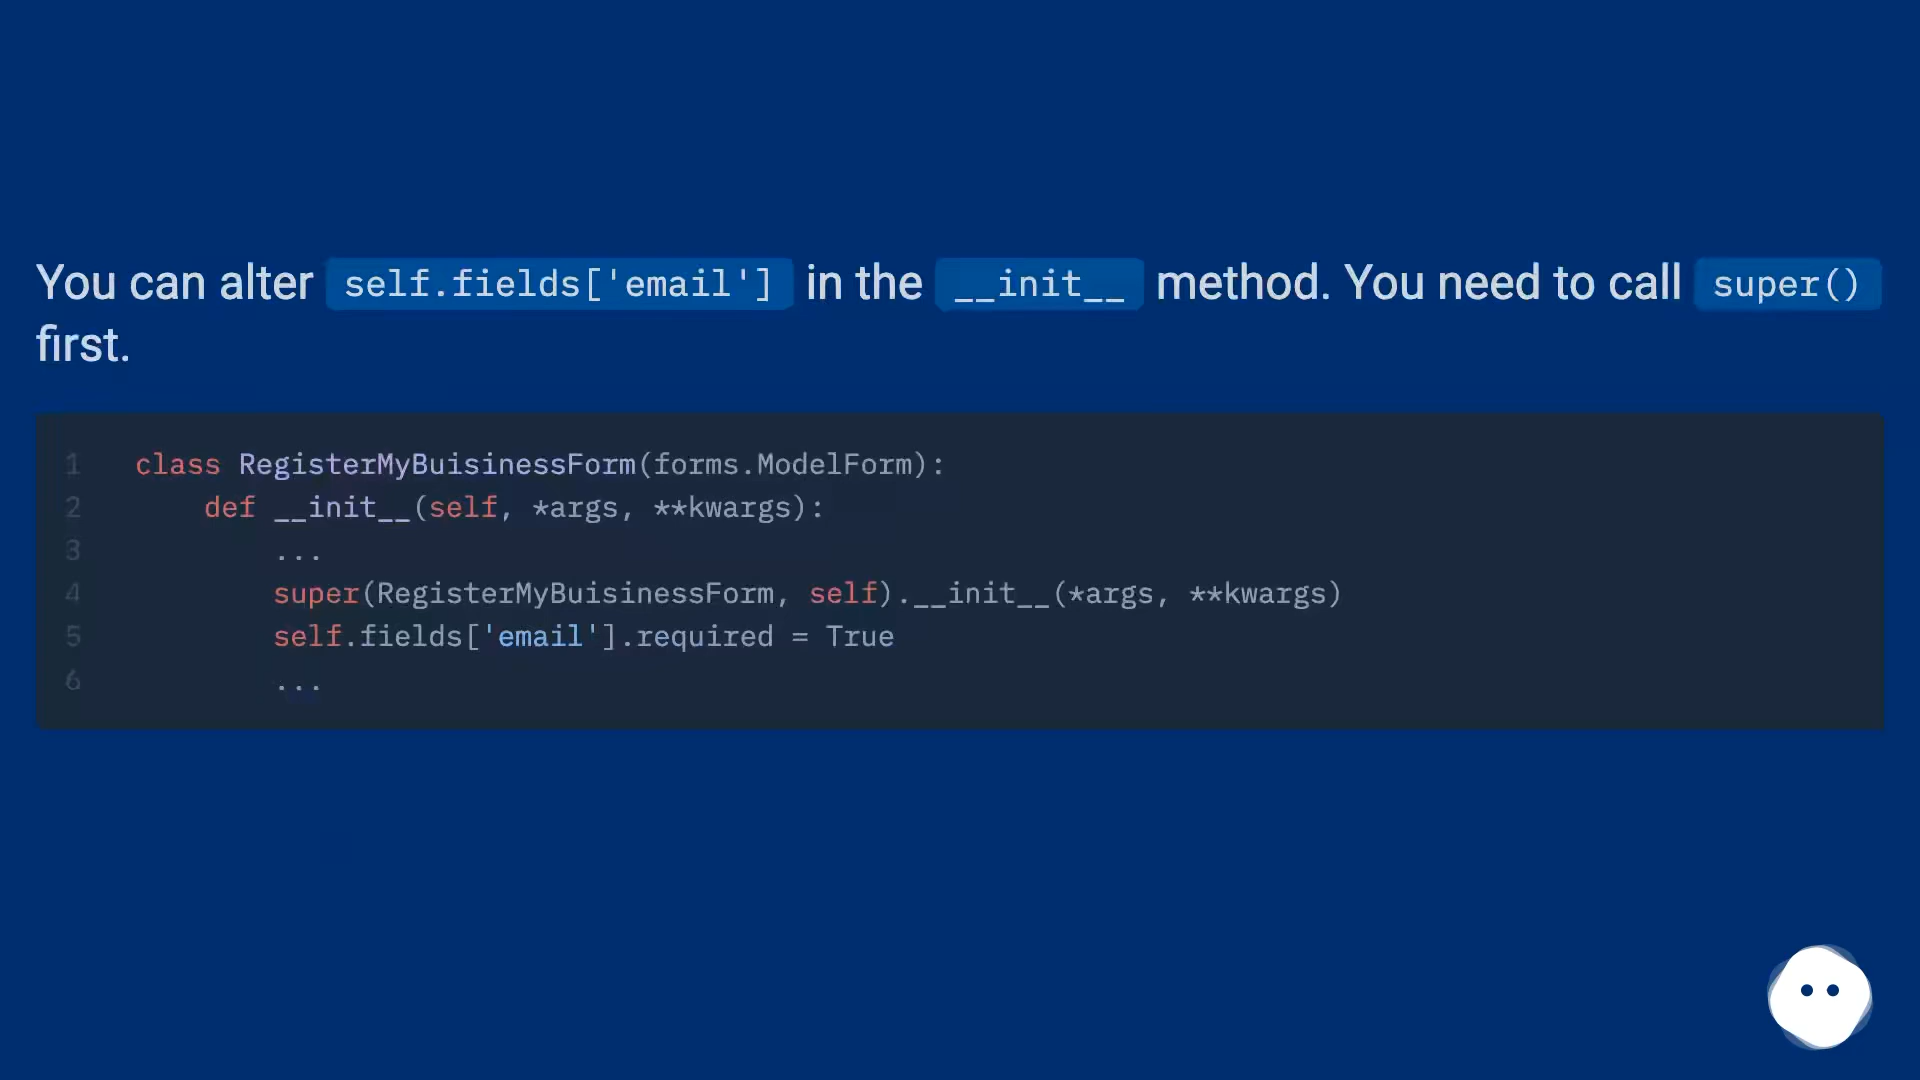 You can alter self.fields['email'] in the __init__ method. You need to call super()
first.
1 class RegisterMyBuisinessForm(forms.ModelForm):
2 def __init__(self, *args, **kwargs):
3 ...
4 super(RegisterMyBuisinessForm, self).__init__(*args, **kwargs)
5 self.fields['email'].required = True
6 ...